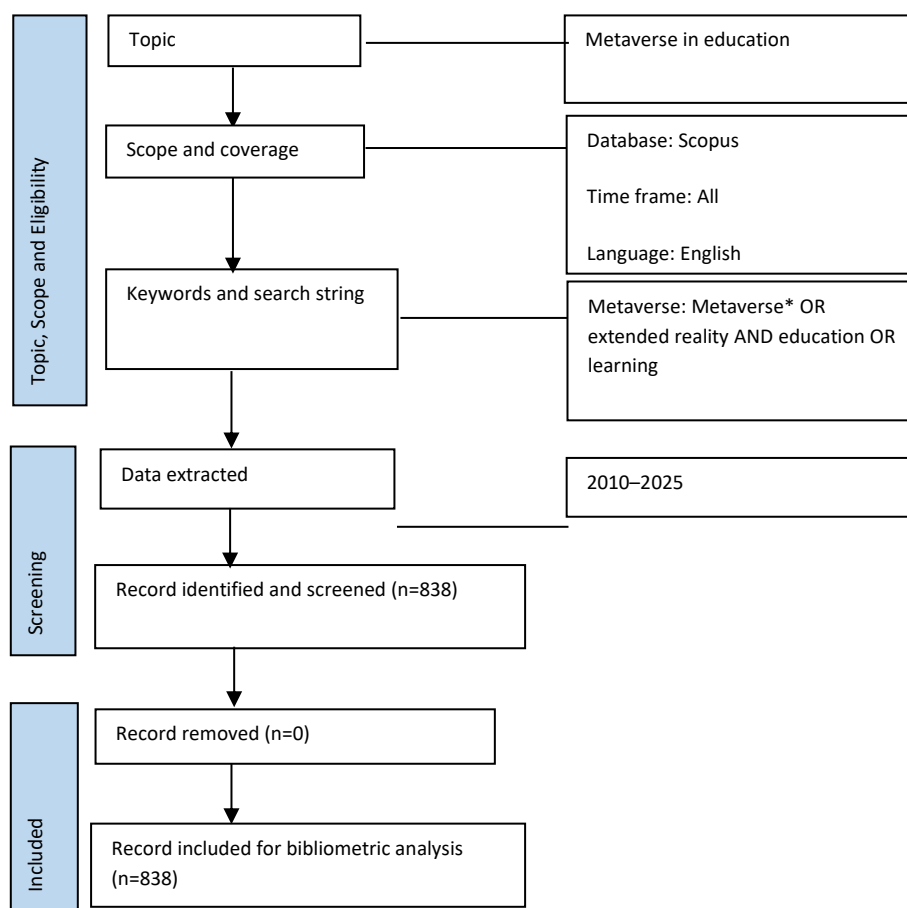 Topic, Scope and Eligibility
Topic
Metaverse in education
Scope and coverage
Database: Scopus
Time frame: All
Language: English
Keywords and search string
Metaverse: Metaverse* OR
extended reality AND education OR
learning
Screening
Data extracted
2010–2025
Record identified and screened (n=838)
Included
Record removed (n=0)
Record included for bibliometric analysis
(n=838)